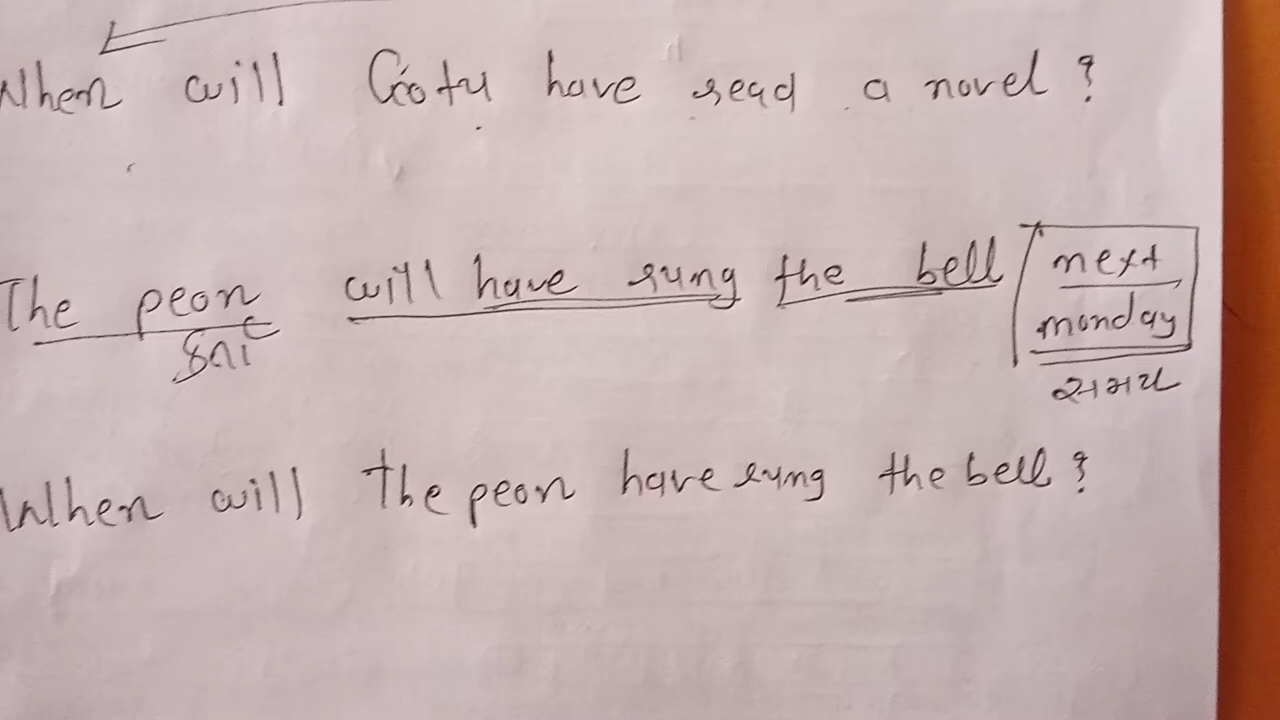 When will Gotu have read a novel?
The peon will have rung the bell next
monday
કર્તા
સમય
When will the peon have rung the bell?